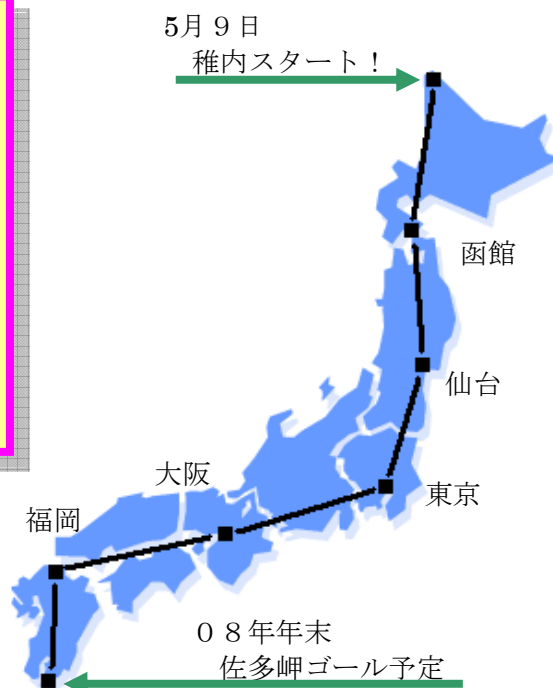 5月９日
稚内スタート！
函館
仙台
大阪
東京
福岡
０８年年末
佐多岬ゴール予定